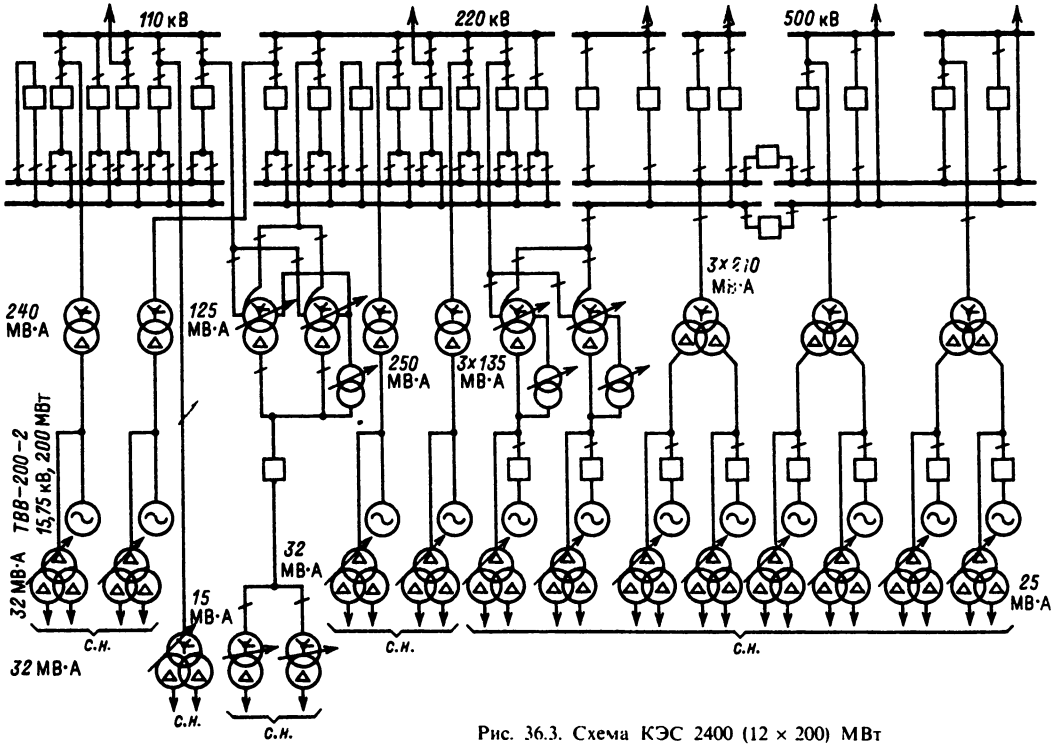 110 кВ
220 кВ
500 кВ
240
МВ·А
125
МВ·А
250
МВ·А
3×135
МВ·А
3×210
МВ·А
ТВВ-200-2
15,75 кВ, 200 МВт
32 МВ·А
32
МВ·А
15
МВ·А
25
МВ·А
с.н.
с.н.
с.н.
32 МВ·А
с.н.
с.н.
Рис. 36.3. Схема КЭС 2400 (12 × 200) МВт